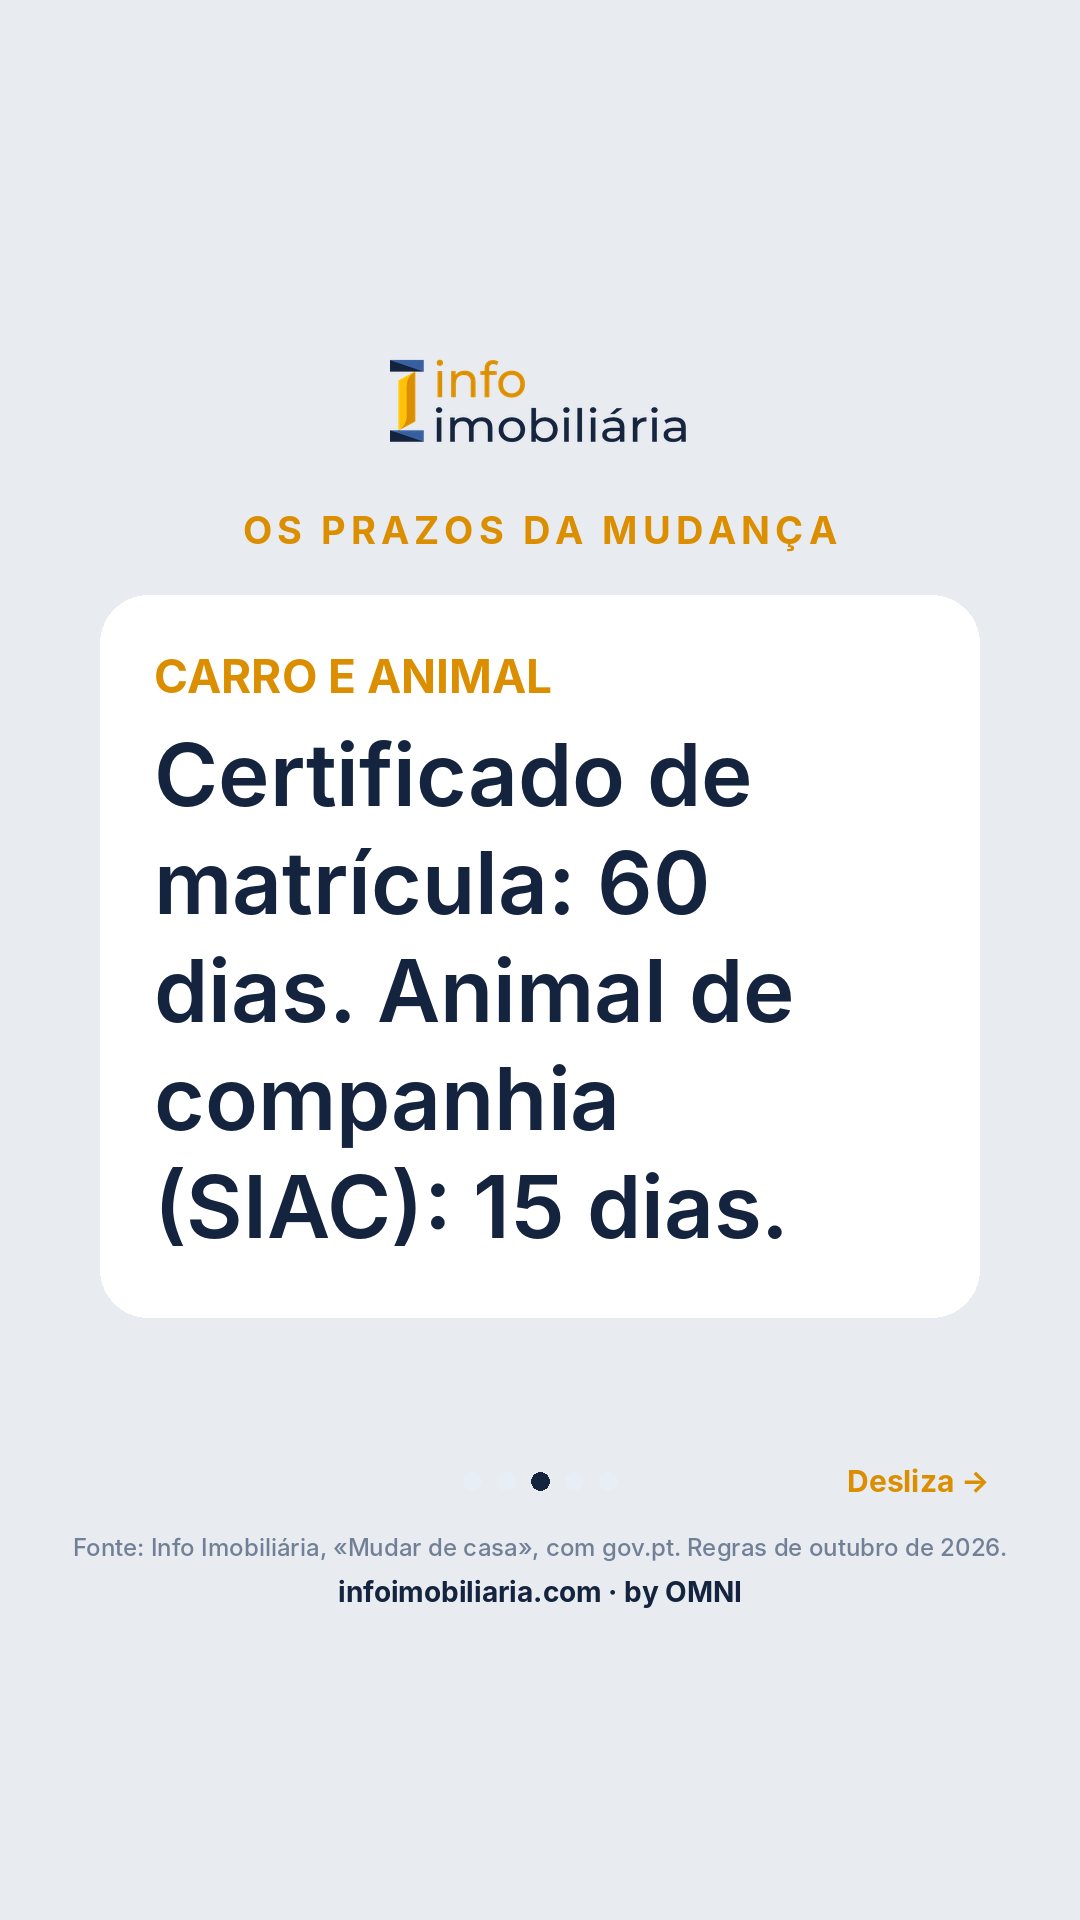 info
imobiliária
OS PRAZOS DA MUDANÇA
CARRO E ANIMAL
Certificado de
matrícula: 60
dias. Animal de
companhia
(SIAC): 15 dias.
Desliza →
Fonte: Info Imobiliária, «Mudar de casa», com gov.pt. Regras de outubro de 2026.
infoimobiliaria.com · by OMNI